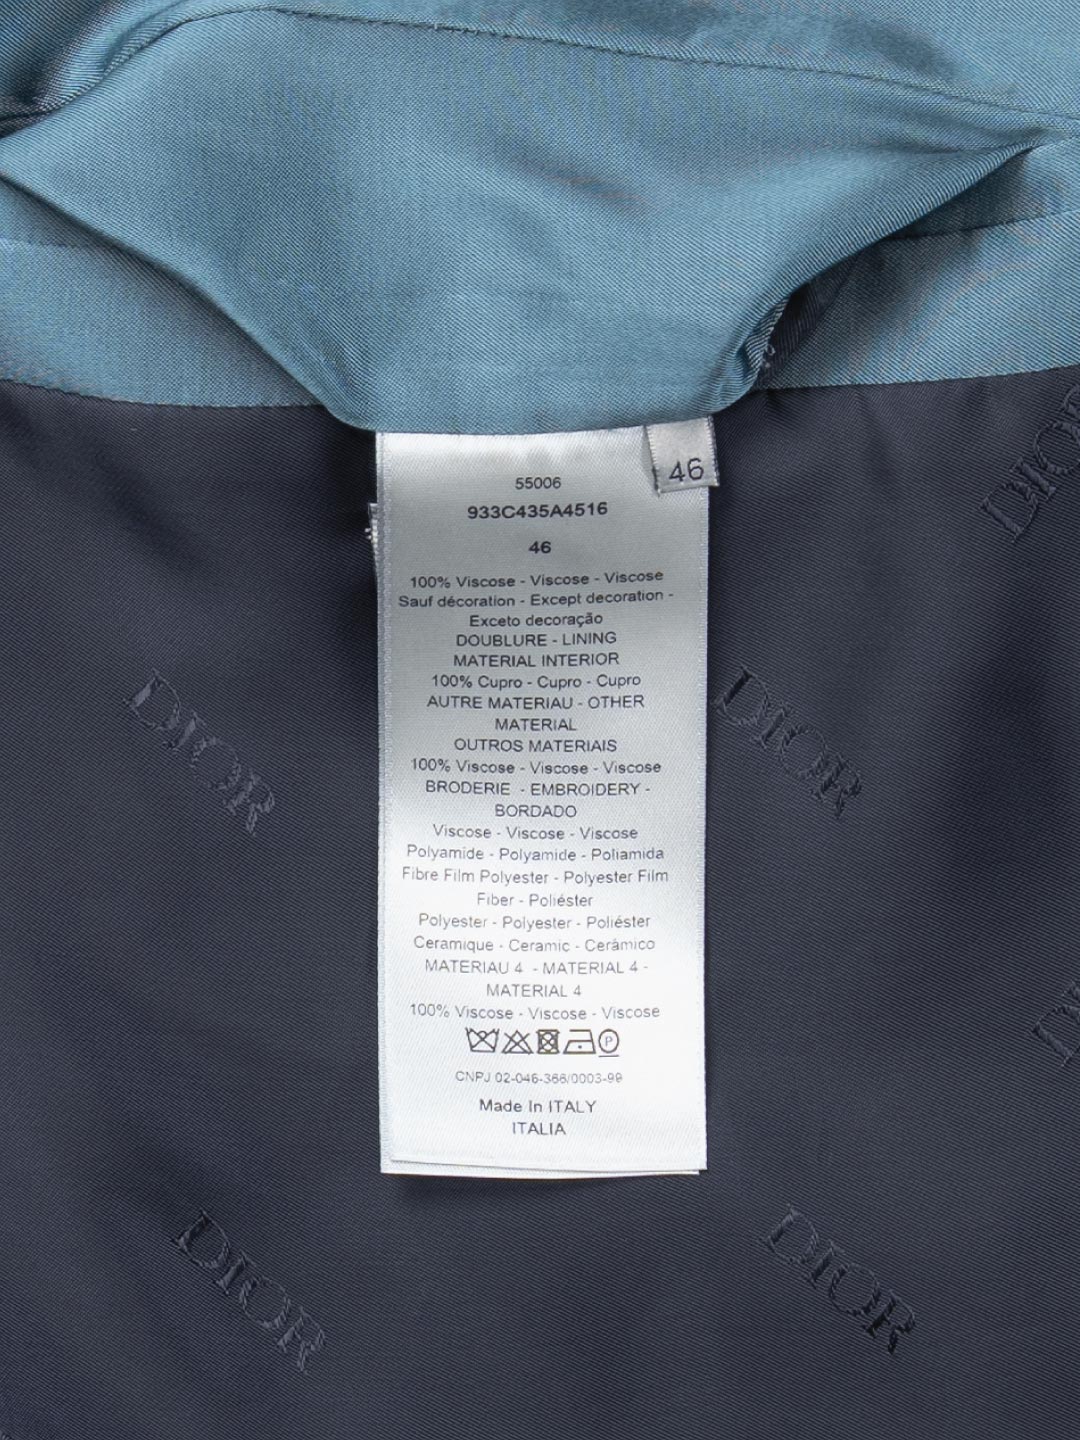 46
55006
933C435A4516
46
100% Viscose - Viscose - Viscose
Sauf décoration - Except decoration -
Exceto decoração
DOUBLURE - LINING
MATERIAL INTERIOR
100% Cupro - Cupro - Cupro
AUTRE MATERIAU - OTHER
MATERIAL
OUTROS MATERIAIS
100% Viscose - Viscose - Viscose
BRODERIE - EMBROIDERY -
BORDADO
Viscose - Viscose - Viscose
Polyamide - Polyamide - Poliamida
Fibre Film Polyester - Polyester Film
Fiber - Poliéster
Polyester - Polyester - Poliéster
Ceramique - Ceramic - Cerâmico
MATERIAU 4 - MATERIAL 4 -
MATERIAL 4
100% Viscose - Viscose - Viscose
P
CNPJ 02-046-366/0003-99
Made In ITALY
ITALIA
DIOR
DIOR
DIOR
DIOR
DIOR
DI